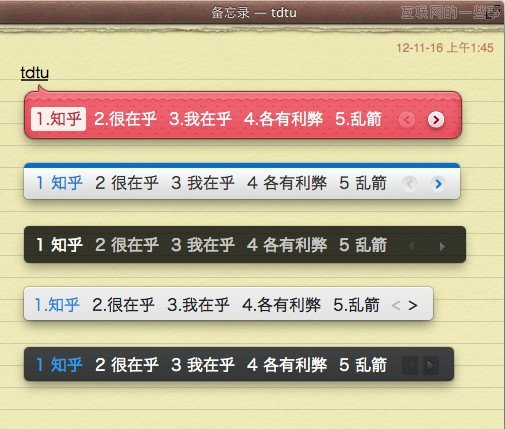 备忘录 — tdtu
互联网的一些事
12-11-16 上午1:45
tdtu
1.知乎 2.很在乎 3.我在乎 4.各有利弊 5.乱箭
1 知乎 2 很在乎 3 我在乎 4 各有利弊 5 乱箭
1 知乎 2 很在乎 3 我在乎 4 各有利弊 5 乱箭
1.知乎 2.很在乎 3.我在乎 4.各有利弊 5.乱箭 < >
1 知乎 2 很在乎 3 我在乎 4 各有利弊 5 乱箭